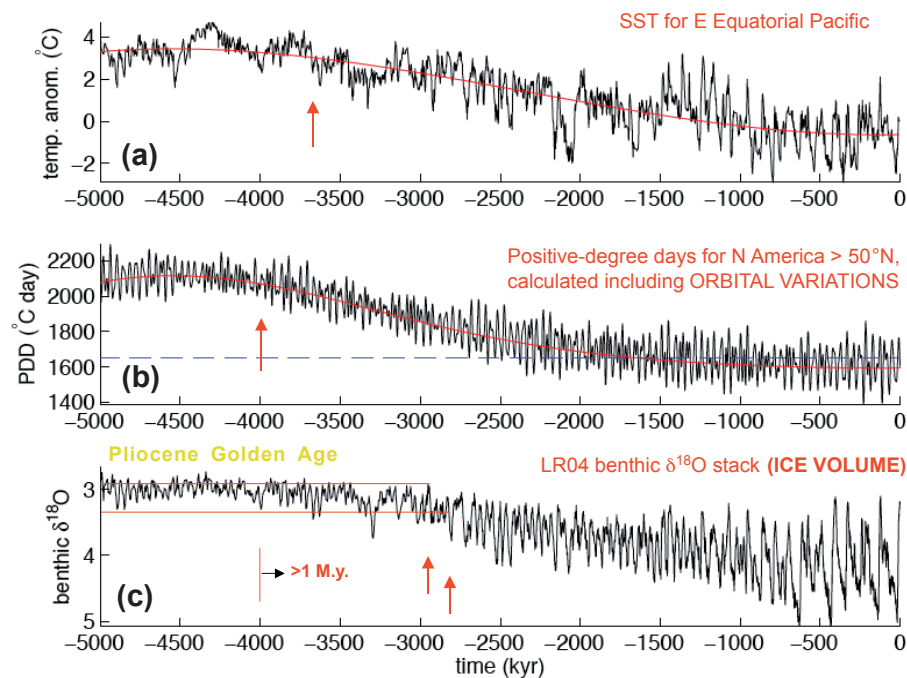 SST for E Equatorial Pacific
temp. anom. °C)
4
2
0
−2
(a)
−5000 −4500 −4000 −3500 −3000 −2500 −2000 −1500 −1000 −500 0
Positive-degree days for N America > 50°N,
calculated including ORBITAL VARIATIONS
PDD (°C day)
2200
2000
1800
1600
1400
(b)
−5000 −4500 −4000 −3500 −3000 −2500 −2000 −1500 −1000 −500 0
Pliocene Golden Age
LR04 benthic δ18O stack (ICE VOLUME)
benthic δ18O
3
4
5
>1 M.y.
(c)
−5000 −4500 −4000 −3500 −3000 −2500 −2000 −1500 −1000 −500 0
time (kyr)